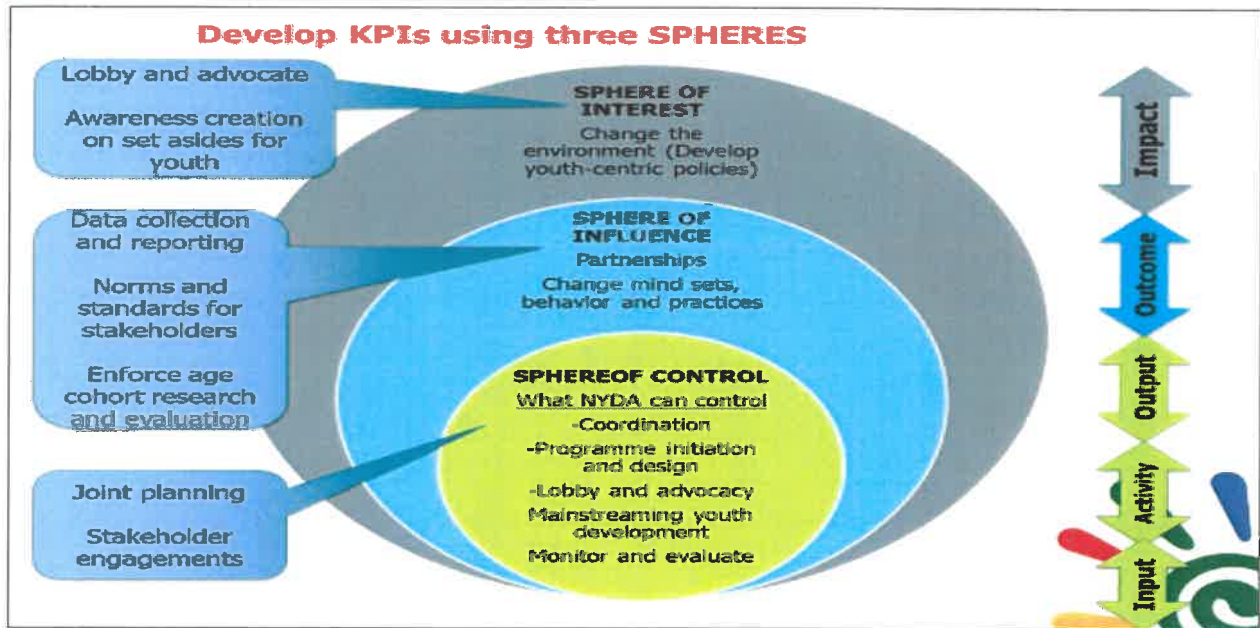 Develop KPIs using three SPHERES
Lobby and advocate
Awareness creation
on set asides for
youth
Data collection
and reporting
Norms and
standards for
stakeholders
Enforce age
cohort research
and evaluation
Joint planning
Stakeholder
engagements
SPHERE OF
INTEREST
Change the
environment (Develop
youth-centric policies)
SPHERE OF
INFLUENCE
Partnerships
Change mind sets,
behavior and practices
SPHEREOF CONTROL
What NYDA can control
-Coordination
-Programme initiation
and design
-Lobby and advocacy
Mainstreaming youth
development
Monitor and evaluate
Impact
Outcome
Output
Activity
Input